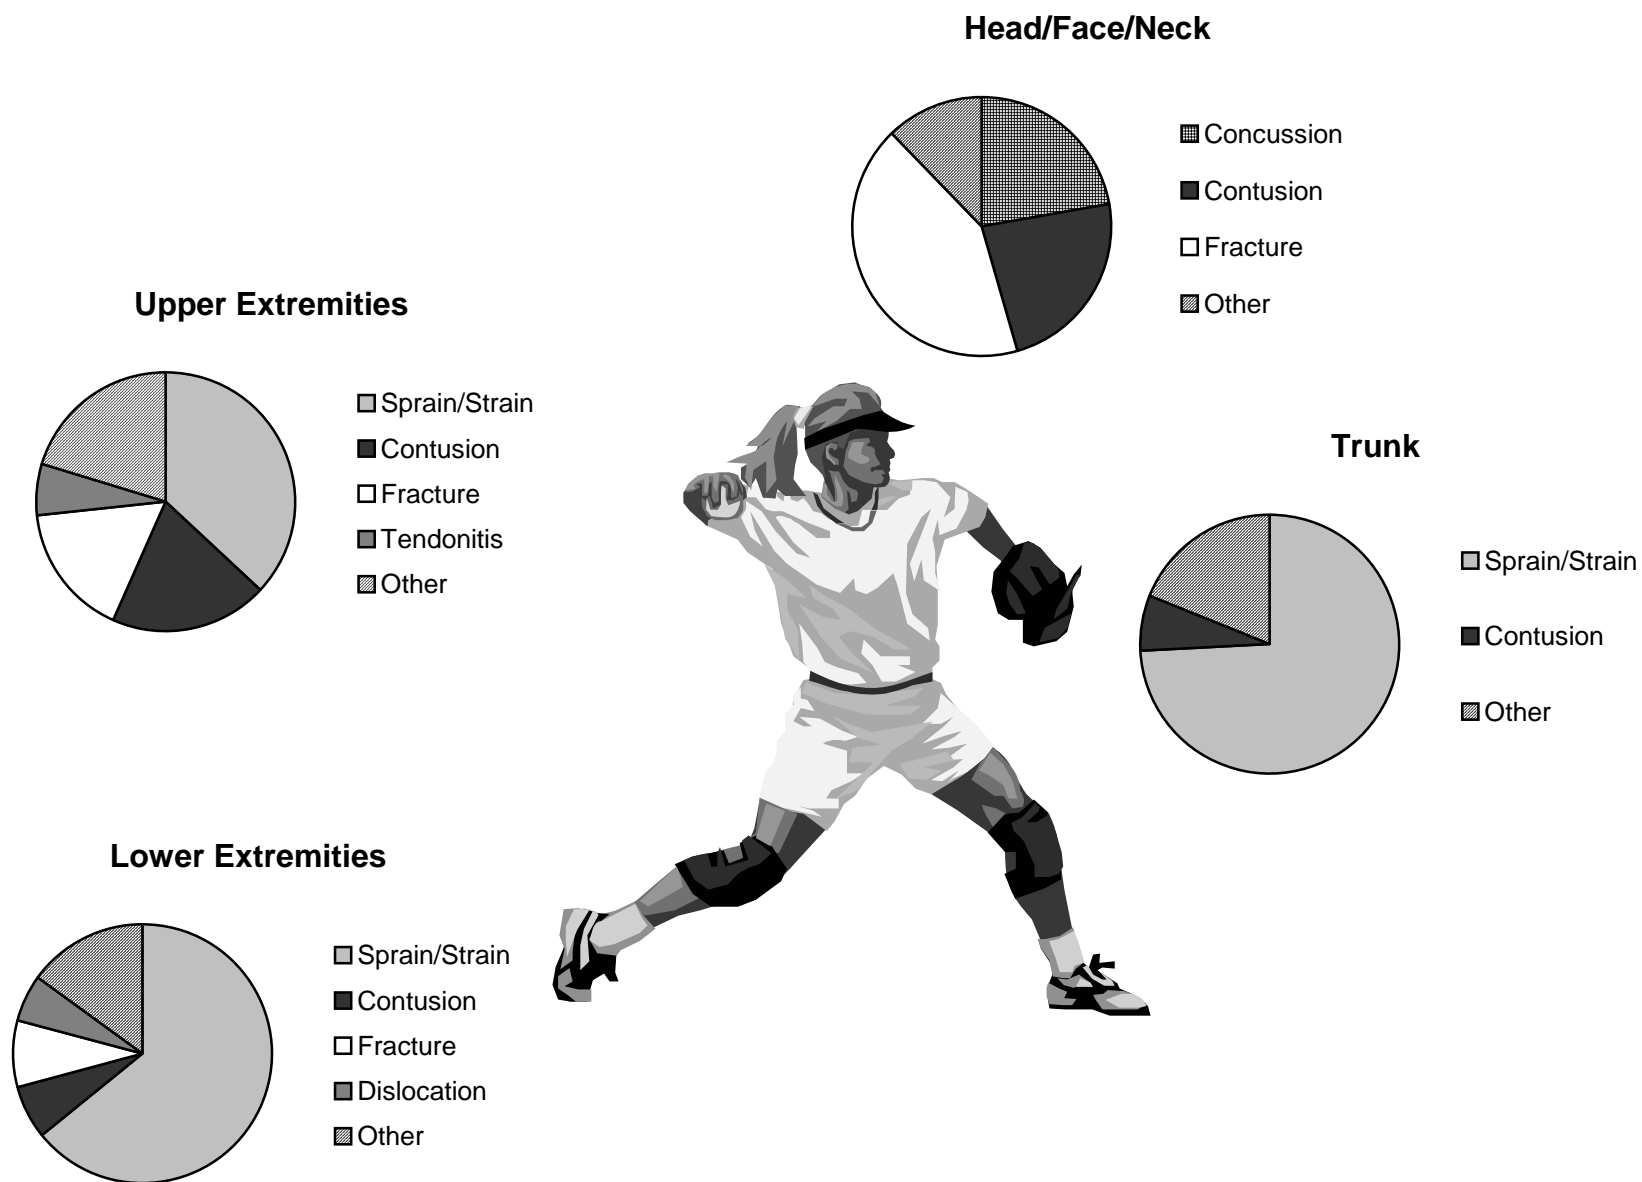 Head/Face/Neck
Concussion
Contusion
Fracture
Other
Upper Extremities
Sprain/Strain
Contusion
Fracture
Tendonitis
Other
Trunk
Sprain/Strain
Contusion
Other
Lower Extremities
Sprain/Strain
Contusion
Fracture
Dislocation
Other